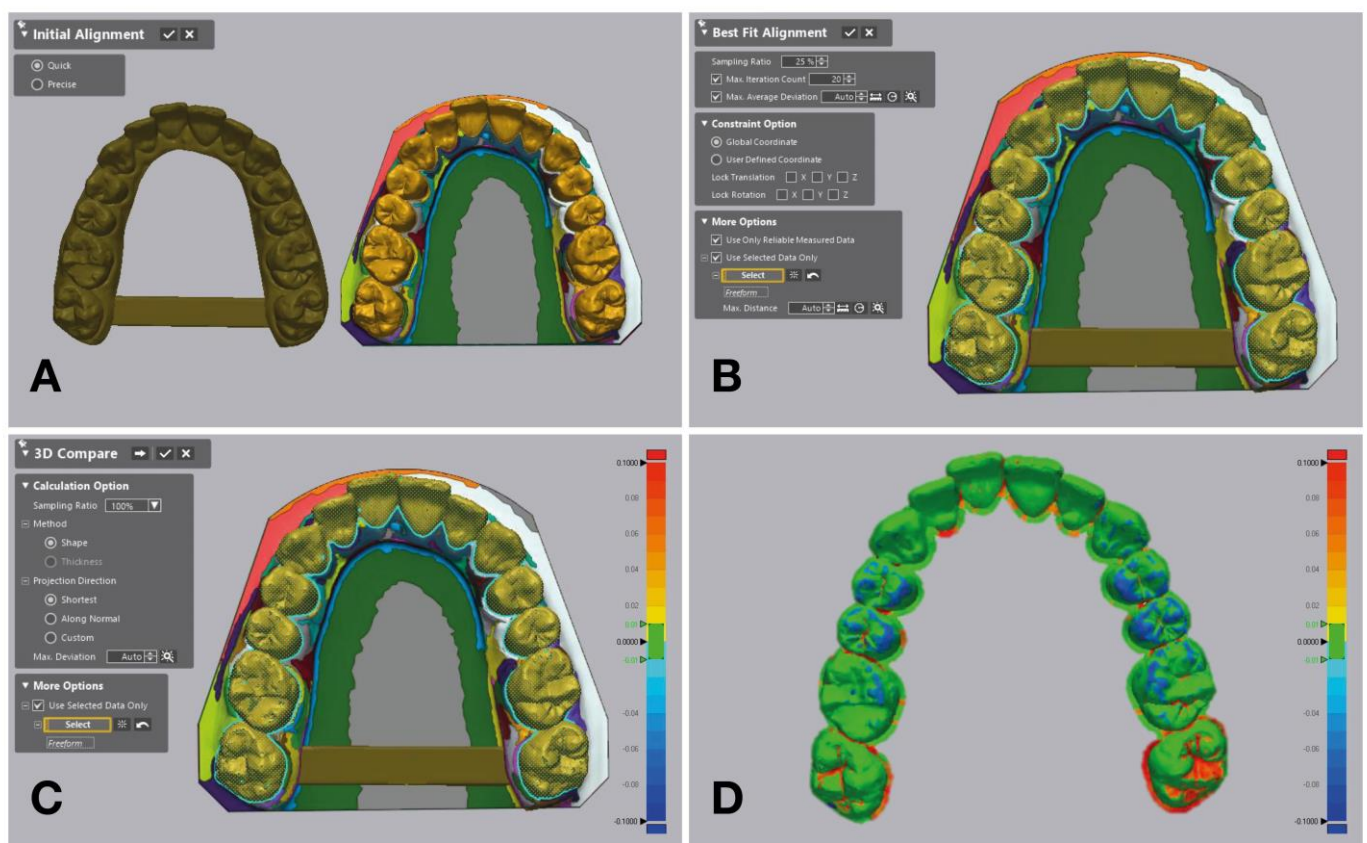 Initial Alignment
Quick
Precise
A
Best Fit Alignment
Sampling Ratio 25 %
Max. Iteration Count 20
Max. Average Deviation Auto
Constraint Option
Global Coordinate
User Defined Coordinate
Lock Translation X Y Z
Lock Rotation X Y Z
More Options
Use Only Reliable Measured Data
Use Selected Data Only
Select
Freeform
Max. Distance Auto
B
3D Compare
Calculation Option
Sampling Ratio 100%
Method
Shape
Thickness
Projection Direction
Shortest
Along Normal
Custom
Max. Deviation Auto
More Options
Use Selected Data Only
Select
Freeform
C
0.1000
0.08
0.06
0.04
0.02
0.01
0.0000
-0.01
-0.04
-0.06
-0.08
-0.1000
D
0.1000
0.08
0.06
0.04
0.02
0.01
0.0000
-0.01
-0.04
-0.06
-0.08
-0.1000